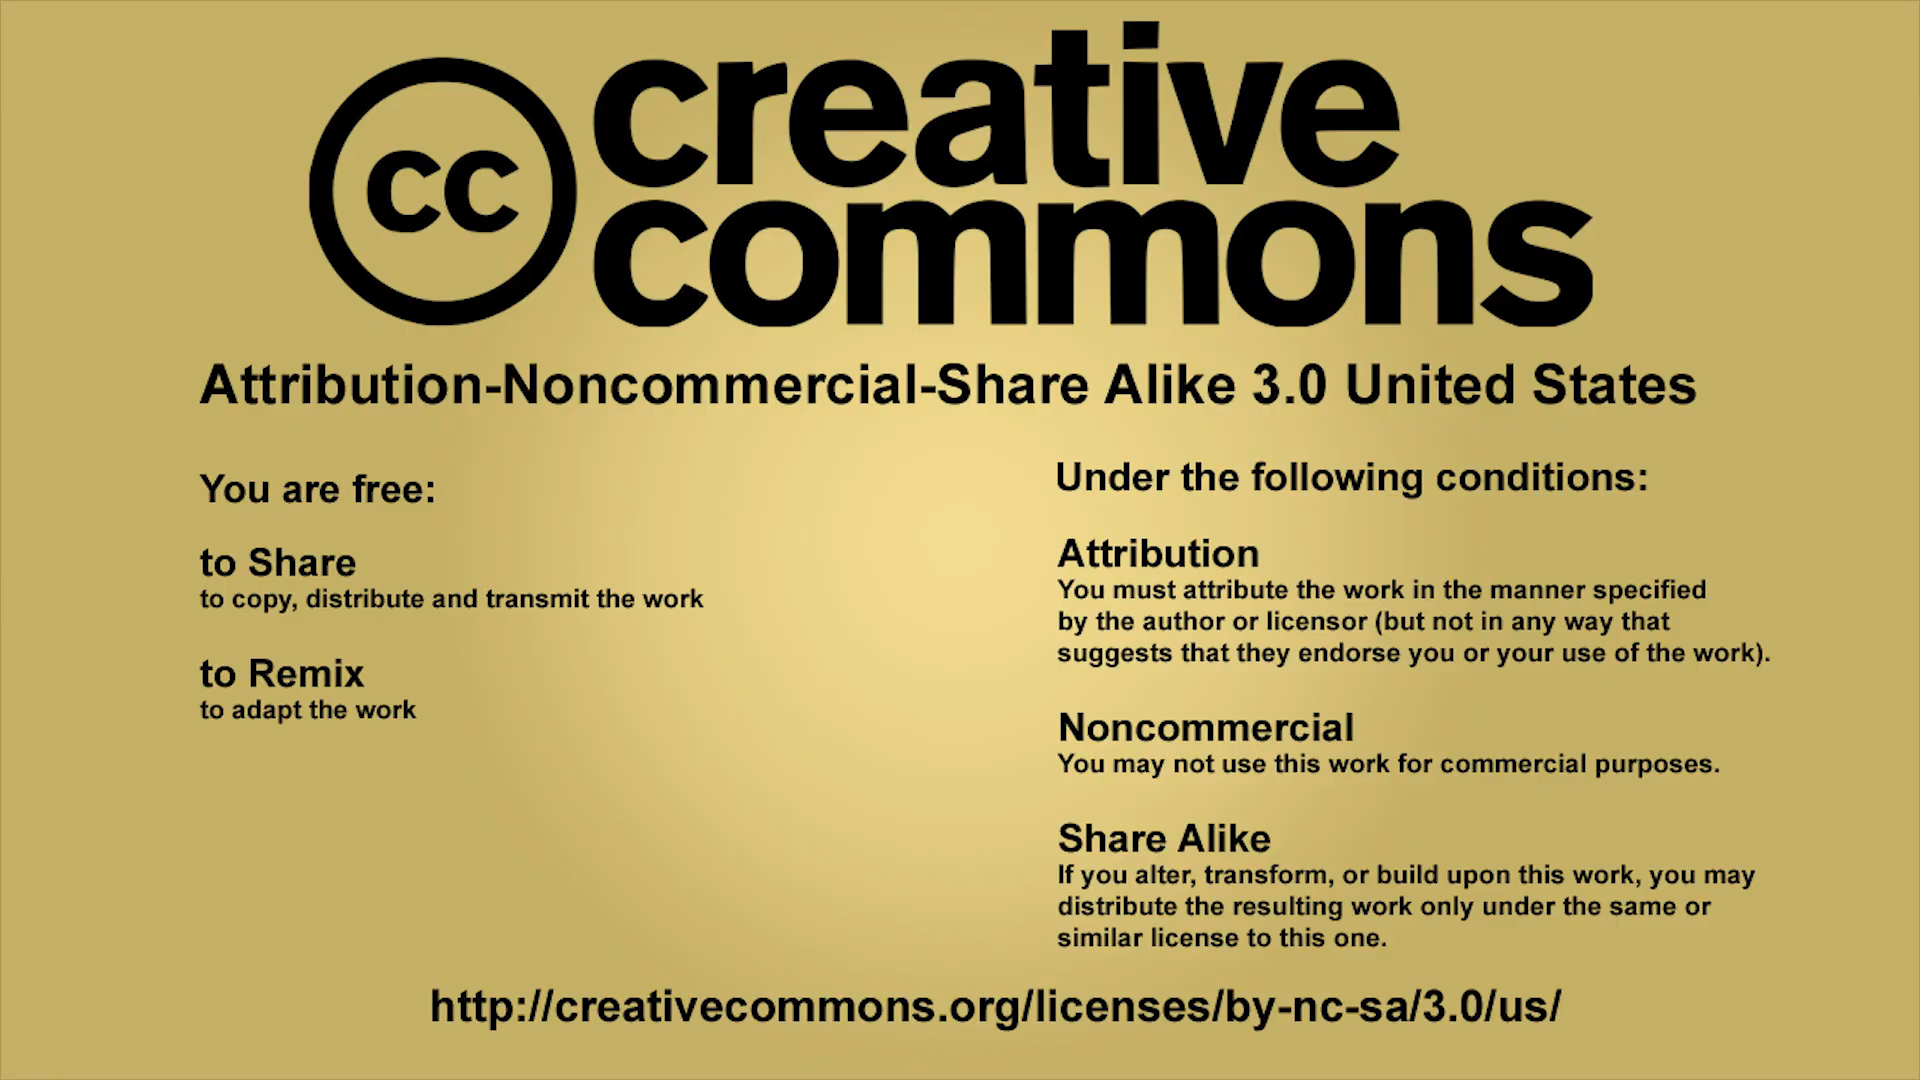 cc
creative
commons
Attribution-Noncommercial-Share Alike 3.0 United States
You are free:
to Share
to copy, distribute and transmit the work
to Remix
to adapt the work
Under the following conditions:
Attribution
You must attribute the work in the manner specified
by the author or licensor (but not in any way that
suggests that they endorse you or your use of the work).
Noncommercial
You may not use this work for commercial purposes.
Share Alike
If you alter, transform, or build upon this work, you may
distribute the resulting work only under the same or
similar license to this one.
http://creativecommons.org/licenses/by-nc-sa/3.0/us/